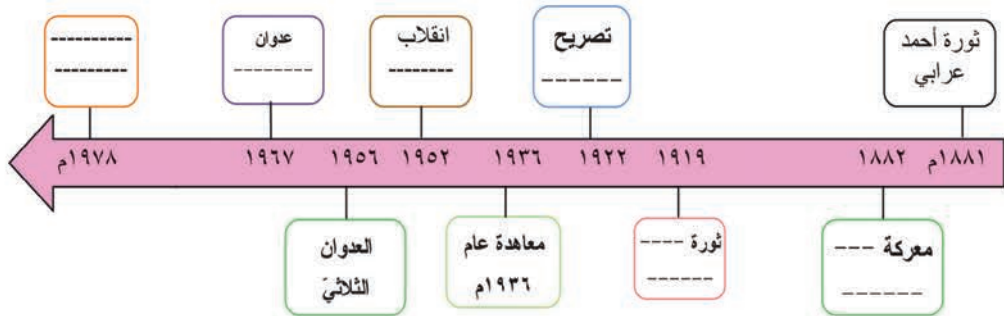 ثورة أحمد
عرابي
تصريح
------
انقلاب
--------
عدوان
----------
----------
---------
١٨٨١م
١٨٨٢
١٩١٩
١٩٢٢
١٩٣٦
١٩٥٢
١٩٥٦
١٩٦٧
١٩٧٨م
معركة ---
------
ثورة ----
------
معاهدة عام
١٩٣٦م
العدوان
الثلاثيّ